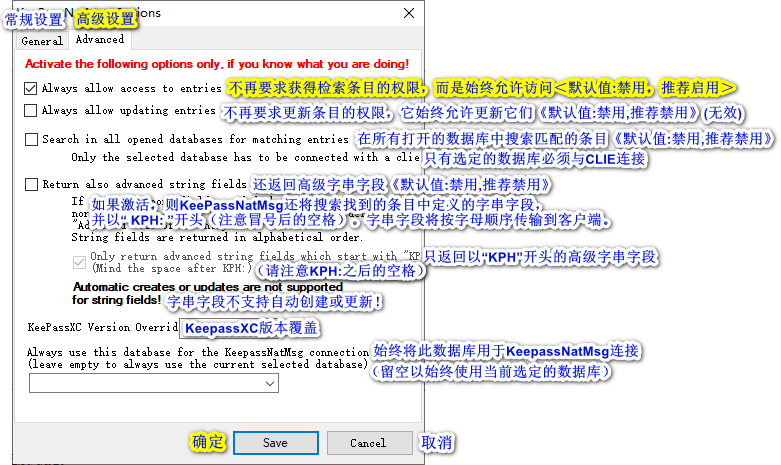 Options
常规设置 高级设置
General Advanced
Activate the following options only, if you know what you are doing!
Always allow access to entries 不再要求获得检索条目的权限，而是始终允许访问＜默认值:禁用，推荐启用＞
Always allow updating entries 不再要求更新条目的权限，它始终允许更新它们《默认值:禁用,推荐禁用》(无效)
Search in all opened databases for matching entries 在所有打开的数据库中搜索匹配的条目《默认值:禁用,推荐禁用》
Only the selected database has to be connected with a clie 只有选定的数据库必须与CLIE连接
Return also advanced string fields 还返回高级字串字段《默认值:禁用,推荐禁用》
If
如果激活，则KeePassNatMsg还将搜索找到的条目中定义的字串字段，
并以“ KPH: ”开头（注意冒号后的空格）。字串字段将按字母顺序传输到客户端。
String fields are returned in alphabetical order.
Only return advanced string fields which start with "KP 只返回以“KPH”开头的高级字串字段
(Mind the space after KPH:) （请注意KPH:之后的空格）
Automatic creates or updates are not supported
for string fields! 字串字段不支持自动创建或更新！
KeePassXC Version Overrid KeepassXC版本覆盖
Always use this database for the KeepassNatMsg connection 始终将此数据库用于KeepassNatMsg连接
(leave empty to always use the current selected database) （留空以始终使用当前选定的数据库）
确定 Save Cancel 取消